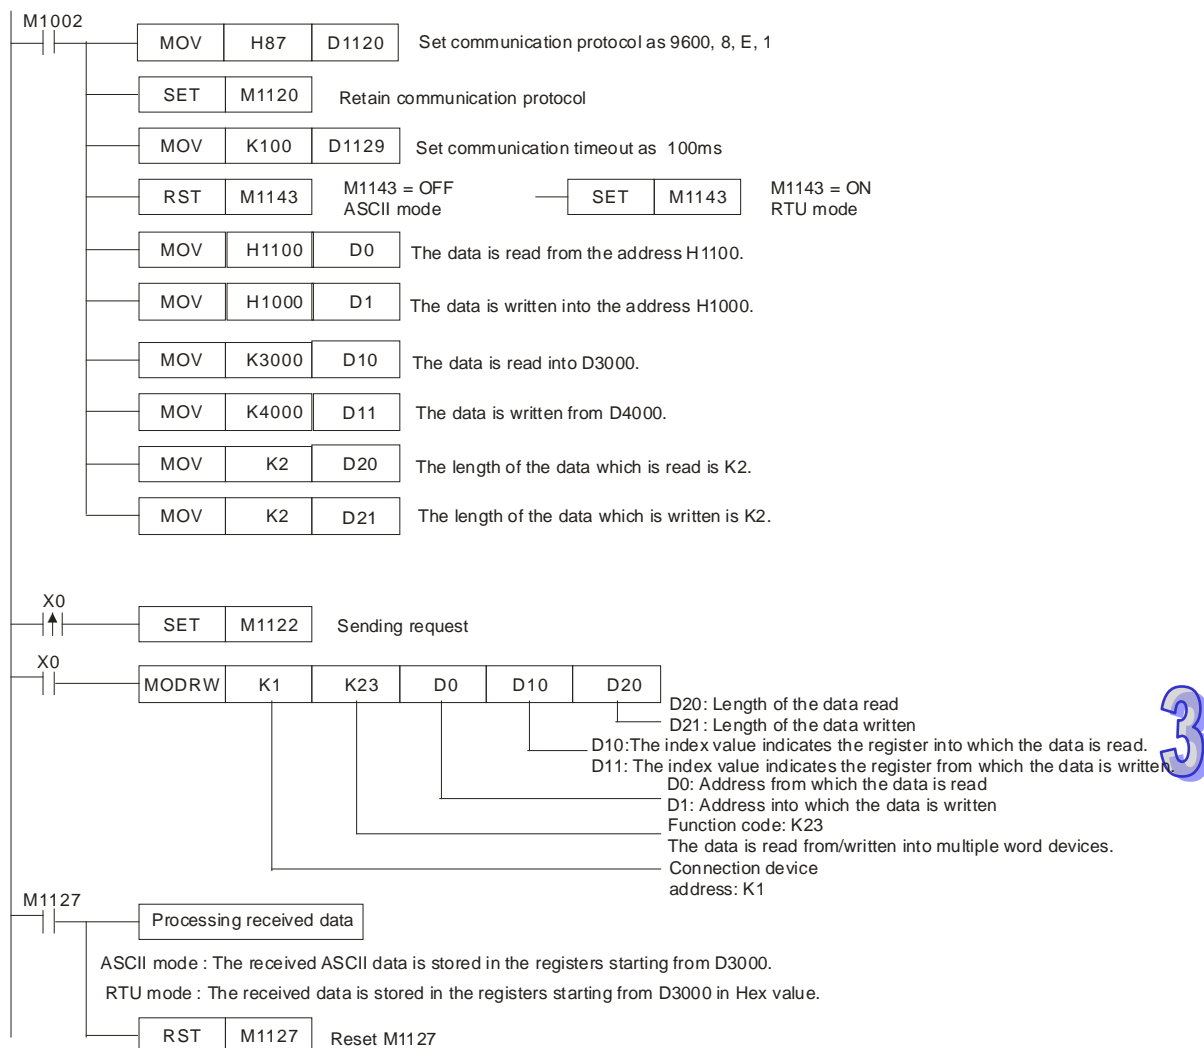 M1002
MOV H87 D1120 Set communication protocol as 9600, 8, E, 1
SET M1120 Retain communication protocol
MOV K100 D1129 Set communication timeout as 100ms
RST M1143 M1143 = OFF
ASCII mode
SET M1143 M1143 = ON
RTU mode
MOV H1100 D0 The data is read from the address H1100.
MOV H1000 D1 The data is written into the address H1000.
MOV K3000 D10 The data is read into D3000.
MOV K4000 D11 The data is written from D4000.
MOV K2 D20 The length of the data which is read is K2.
MOV K2 D21 The length of the data which is written is K2.
X0
SET M1122 Sending request
X0
MODRW K1 K23 D0 D10 D20
D20: Length of the data read
D21: Length of the data written
D10:The index value indicates the register into which the data is read.
D11: The index value indicates the register from which the data is written.
D0: Address from which the data is read
D1: Address into which the data is written
Function code: K23
The data is read from/written into multiple word devices.
Connection device
address: K1
3
M1127
Processing received data
ASCII mode : The received ASCII data is stored in the registers starting from D3000.
RTU mode : The received data is stored in the registers starting from D3000 in Hex value.
RST M1127 Reset M1127